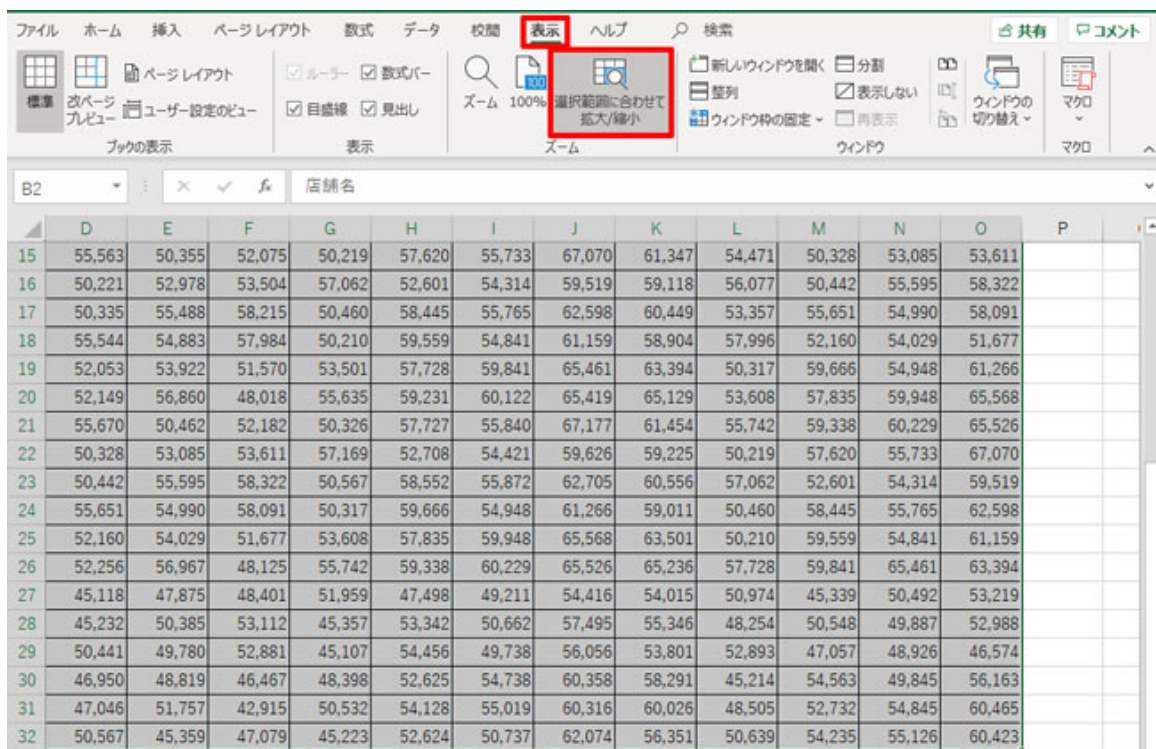 ファイル ホーム 挿入 ページ レイアウト 数式 データ 校閲 表示 ヘルプ 検索 共有 コメント
標準
改ページ
プレビュー
ページ レイアウト
ユーザー設定のビュー
ブックの表示
ルーラー 数式バー
目盛線 見出し
表示
ズーム
100
100%
選択範囲に合わせて
拡大/縮小
ズーム
新しいウィンドウを開く
整列
ウィンドウ枠の固定
分割
表示しない
再表示
ウィンドウの
切り替え
ウィンドウ
マクロ
マクロ
B2 fx 店舗名
D E F G H I J K L M N O P
15 55,563 50,355 52,075 50,219 57,620 55,733 67,070 61,347 54,471 50,328 53,085 53,611
16 50,221 52,978 53,504 57,062 52,601 54,314 59,519 59,118 56,077 50,442 55,595 58,322
17 50,335 55,488 58,215 50,460 58,445 55,765 62,598 60,449 53,357 55,651 54,990 58,091
18 55,544 54,883 57,984 50,210 59,559 54,841 61,159 58,904 57,996 52,160 54,029 51,677
19 52,053 53,922 51,570 53,501 57,728 59,841 65,461 63,394 50,317 59,666 54,948 61,266
20 52,149 56,860 48,018 55,635 59,231 60,122 65,419 65,129 53,608 57,835 59,948 65,568
21 55,670 50,462 52,182 50,326 57,727 55,840 67,177 61,454 55,742 59,338 60,229 65,526
22 50,328 53,085 53,611 57,169 52,708 54,421 59,626 59,225 50,219 57,620 55,733 67,070
23 50,442 55,595 58,322 50,567 58,552 55,872 62,705 60,556 57,062 52,601 54,314 59,519
24 55,651 54,990 58,091 50,317 59,666 54,948 61,266 59,011 50,460 58,445 55,765 62,598
25 52,160 54,029 51,677 53,608 57,835 59,948 65,568 63,501 50,210 59,559 54,841 61,159
26 52,256 56,967 48,125 55,742 59,338 60,229 65,526 65,236 57,728 59,841 65,461 63,394
27 45,118 47,875 48,401 51,959 47,498 49,211 54,416 54,015 50,974 45,339 50,492 53,219
28 45,232 50,385 53,112 45,357 53,342 50,662 57,495 55,346 48,254 50,548 49,887 52,988
29 50,441 49,780 52,881 45,107 54,456 49,738 56,056 53,801 52,893 47,057 48,926 46,574
30 46,950 48,819 46,467 48,398 52,625 54,738 60,358 58,291 45,214 54,563 49,845 56,163
31 47,046 51,757 42,915 50,532 54,128 55,019 60,316 60,026 48,505 52,732 54,845 60,465
32 50,567 45,359 47,079 45,223 52,624 50,737 62,074 56,351 50,639 54,235 55,126 60,423